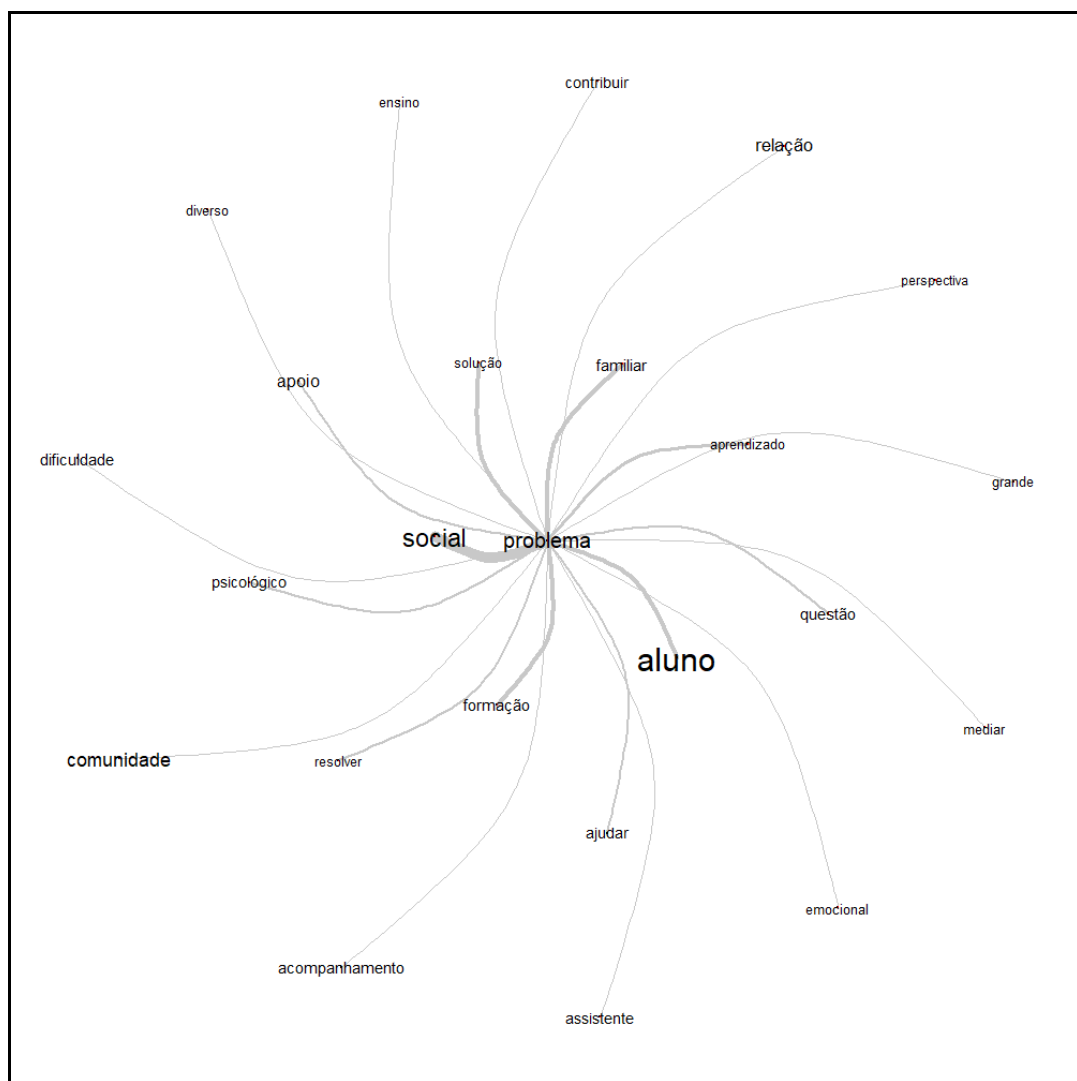 contribuir
ensino
relação
diverso
perspectiva
solução
familiar
apoio
aprendizado
dificuldade
grande
social
problema
psicológico
questão
aluno
formação
mediar
comunidade
resolver
ajudar
emocional
acompanhamento
assistente